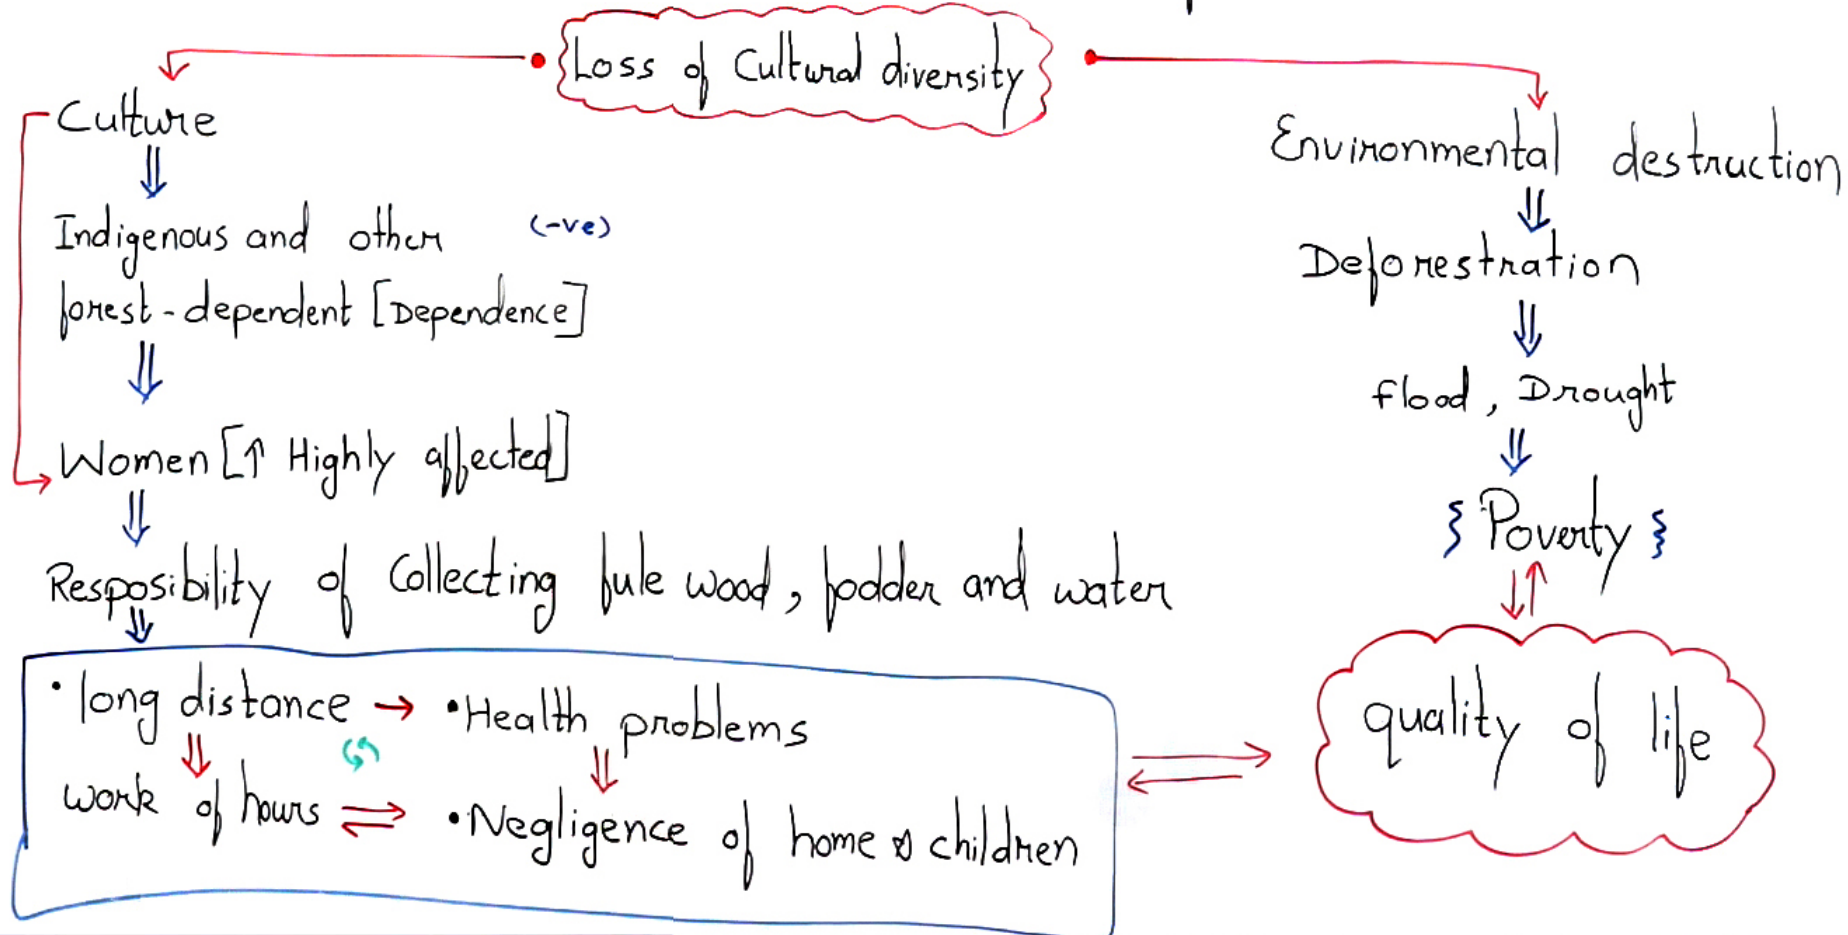 Loss of Cultural diversity
Culture
Indigenous and other (-ve)
forest-dependent [Dependence]
Women [↑ Highly affected]
Resposibility of Collecting fule wood, fodder and water
• long distance → • Health problems
work of hours ⇌ • Negligence of home & children
Environmental destruction
Deforestration
flood, Drought
{ Poverty }
quality of life